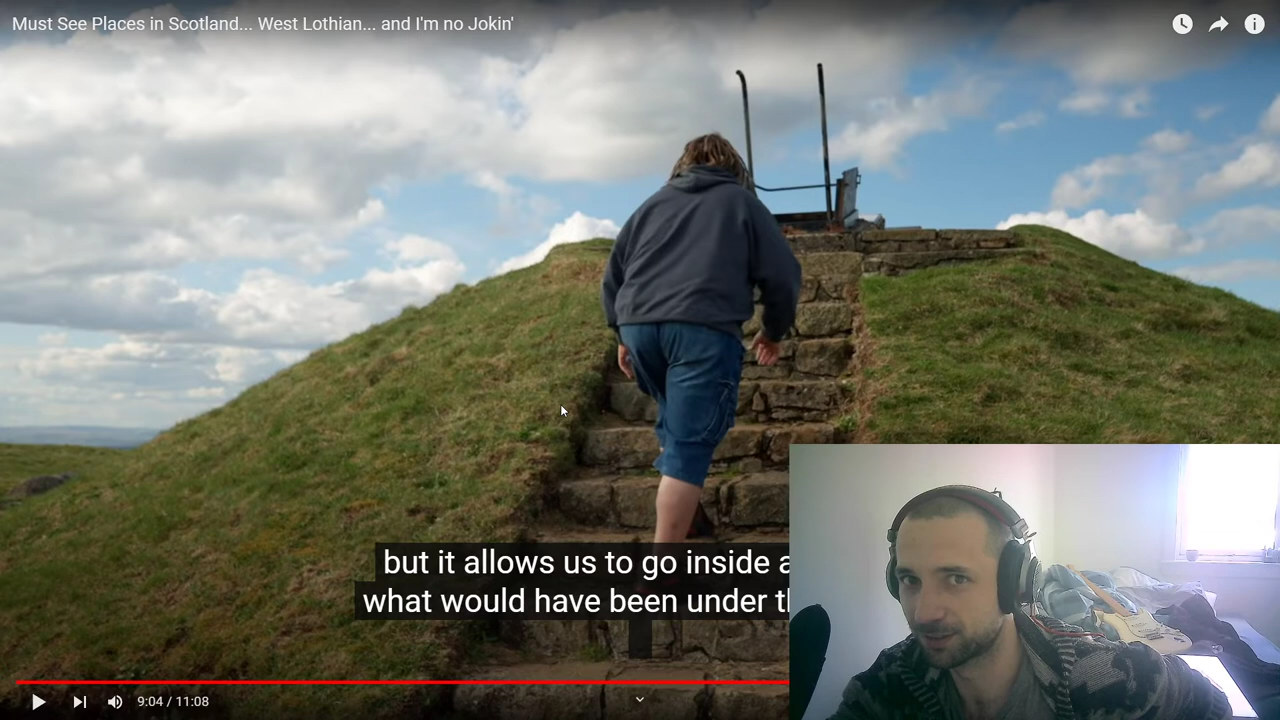 Must See Places in Scotland... West Lothian... and I'm no Jokin'
but it allows us to go inside a
what would have been under t
9:04 / 11:08